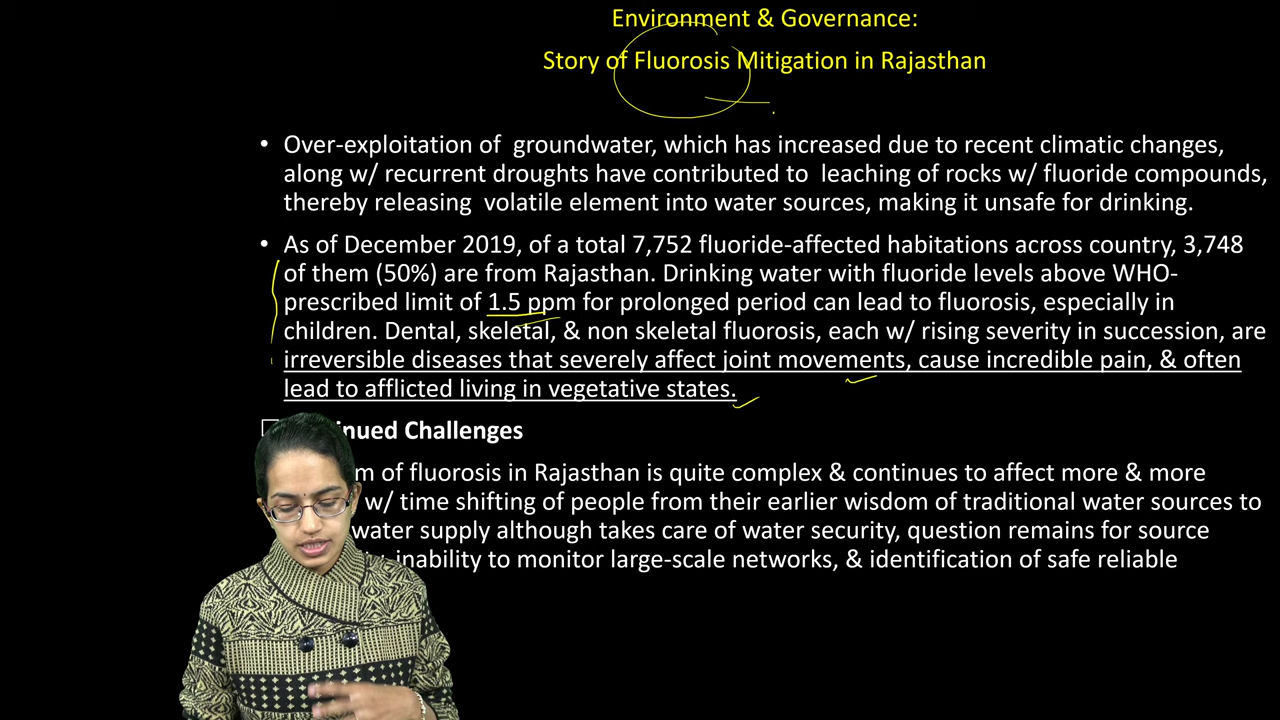 Environment & Governance:
Story of Fluorosis Mitigation in Rajasthan
• Over-exploitation of groundwater, which has increased due to recent climatic changes,
along w/ recurrent droughts have contributed to leaching of rocks w/ fluoride compounds,
thereby releasing volatile element into water sources, making it unsafe for drinking.
• As of December 2019, of a total 7,752 fluoride-affected habitations across country, 3,748
of them (50%) are from Rajasthan. Drinking water with fluoride levels above WHO-
prescribed limit of 1.5 ppm for prolonged period can lead to fluorosis, especially in
children. Dental, skeletal, & non skeletal fluorosis, each w/ rising severity in succession, are
irreversible diseases that severely affect joint movements, cause incredible pain, & often
lead to afflicted living in vegetative states.
Challenges
of fluorosis in Rajasthan is quite complex & continues to affect more & more
w/ time shifting of people from their earlier wisdom of traditional water sources to
water supply although takes care of water security, question remains for source
inability to monitor large-scale networks, & identification of safe reliable